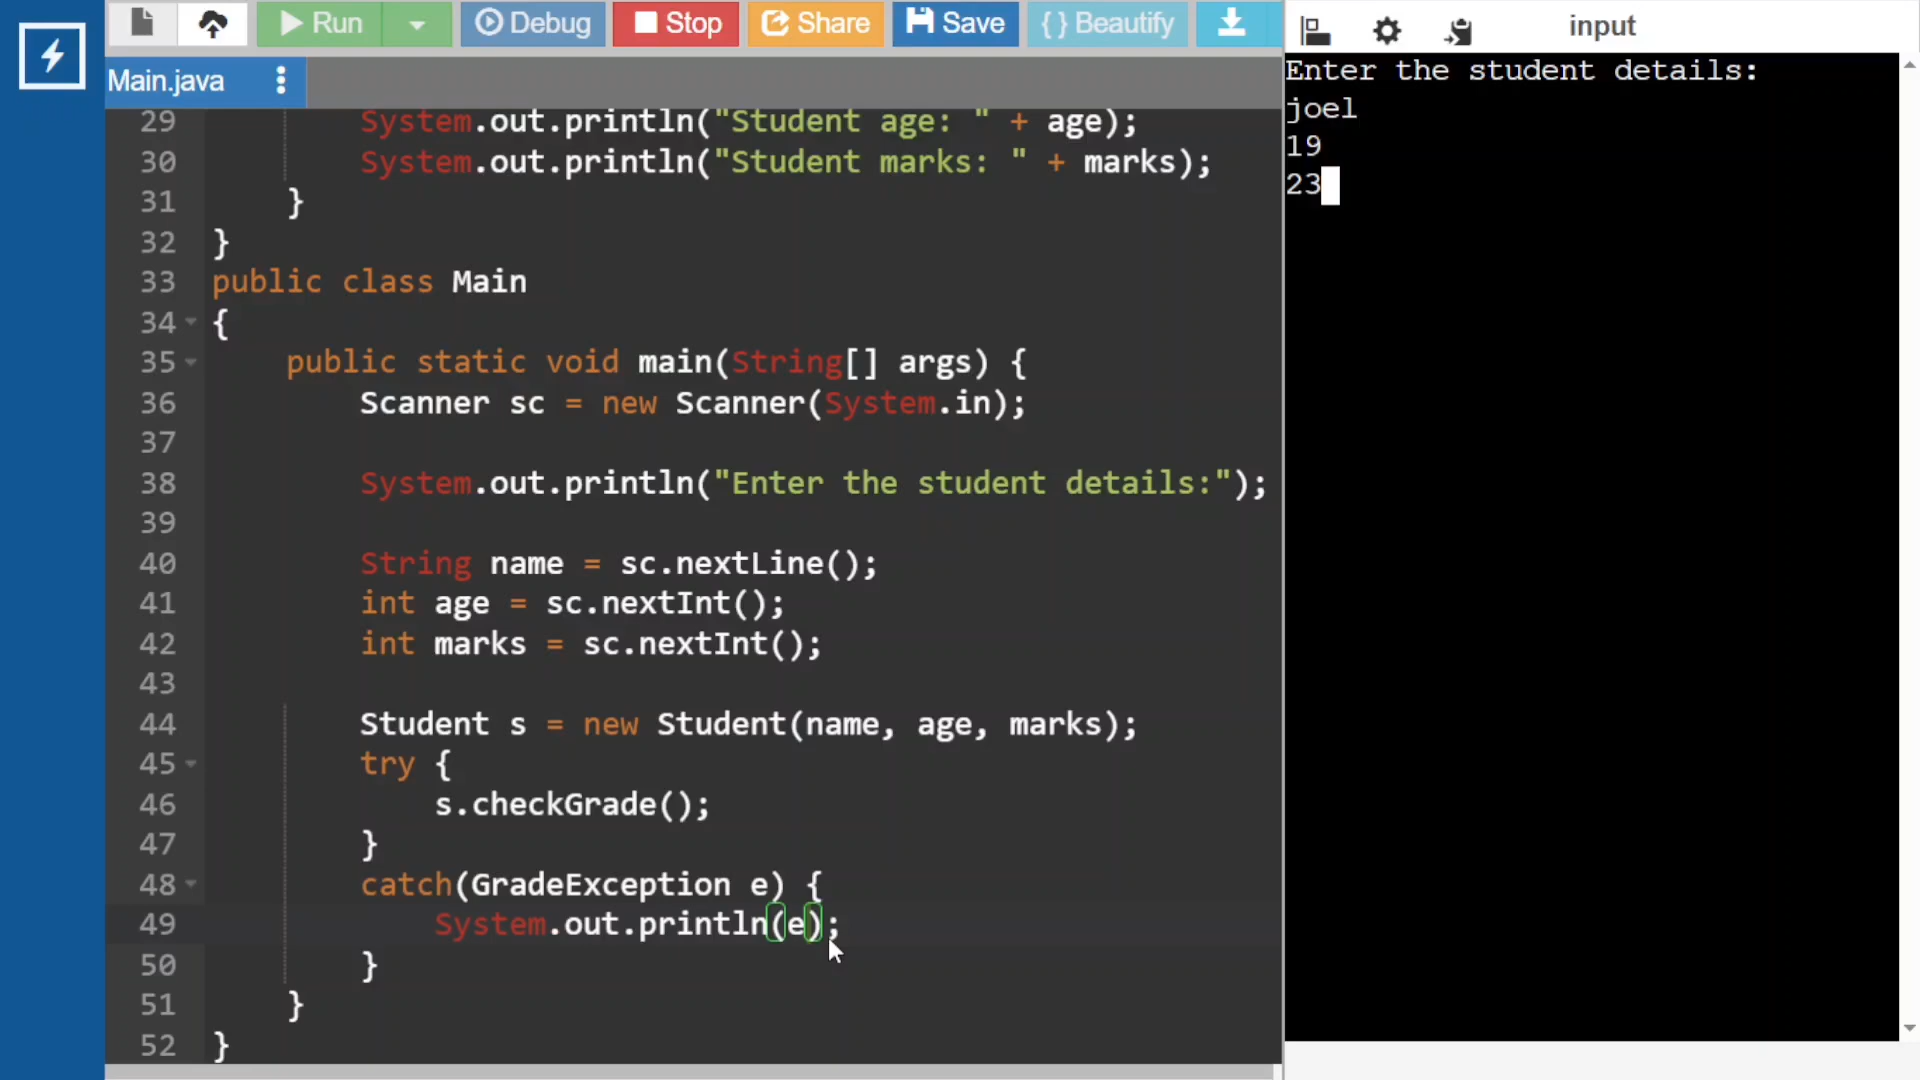 Run Debug Stop Share Save { } Beautify
input
Main.java
29 System.out.println("Student age: " + age);
30 System.out.println("Student marks: " + marks);
31 }
32 }
33 public class Main
34 {
35 public static void main(String[] args) {
36 Scanner sc = new Scanner(System.in);
37
38 System.out.println("Enter the student details:");
39
40 String name = sc.nextLine();
41 int age = sc.nextInt();
42 int marks = sc.nextInt();
43
44 Student s = new Student(name, age, marks);
45 try {
46 s.checkGrade();
47 }
48 catch(GradeException e) {
49 System.out.println(e);
50 }
51 }
52 }
Enter the student details:
joel
19
23